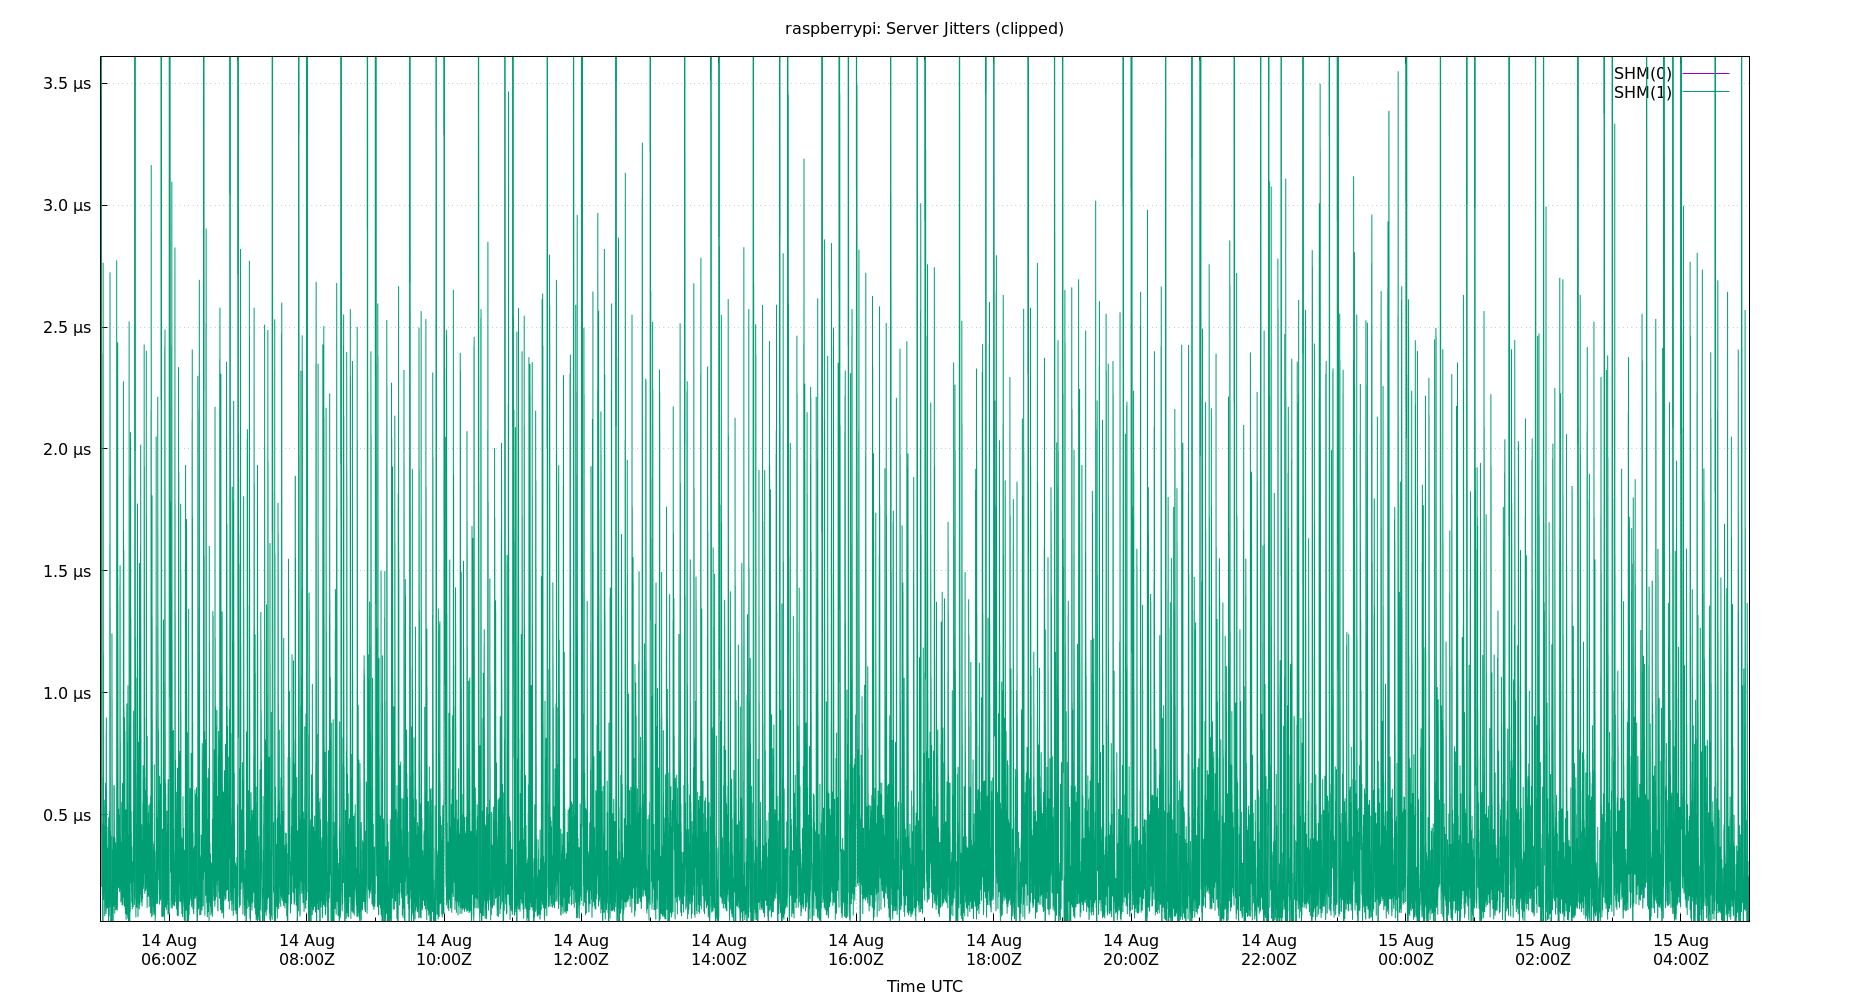 raspberrypi: Server Jitters (clipped)
SHM(0)
SHM(1)
3.5 µs
3.0 µs
2.5 µs
2.0 µs
1.5 µs
1.0 µs
0.5 µs
14 Aug 14 Aug 14 Aug 14 Aug 14 Aug 14 Aug 14 Aug 14 Aug 14 Aug 15 Aug 15 Aug 15 Aug
06:00Z 08:00Z 10:00Z 12:00Z 14:00Z 16:00Z 18:00Z 20:00Z 22:00Z 00:00Z 02:00Z 04:00Z
Time UTC